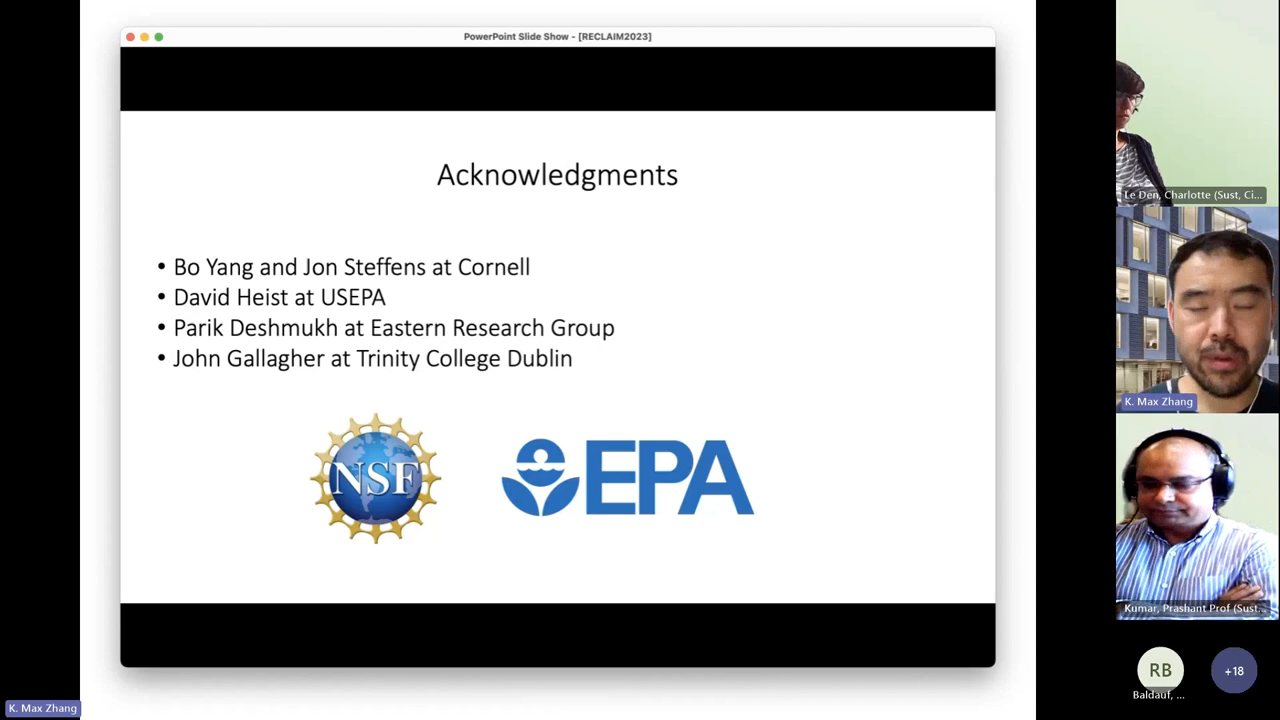 PowerPoint Slide Show - [RECLAIM2023]
Acknowledgments
• Bo Yang and Jon Steffens at Cornell
• David Heist at USEPA
• Parik Deshmukh at Eastern Research Group
• John Gallagher at Trinity College Dublin
NSF
EPA
Le Den, Charlotte (Sust, Ci...
K. Max Zhang
Kumar, Prashant Prof (Sust...
RB
Baldauf, ...
+18
K. Max Zhang